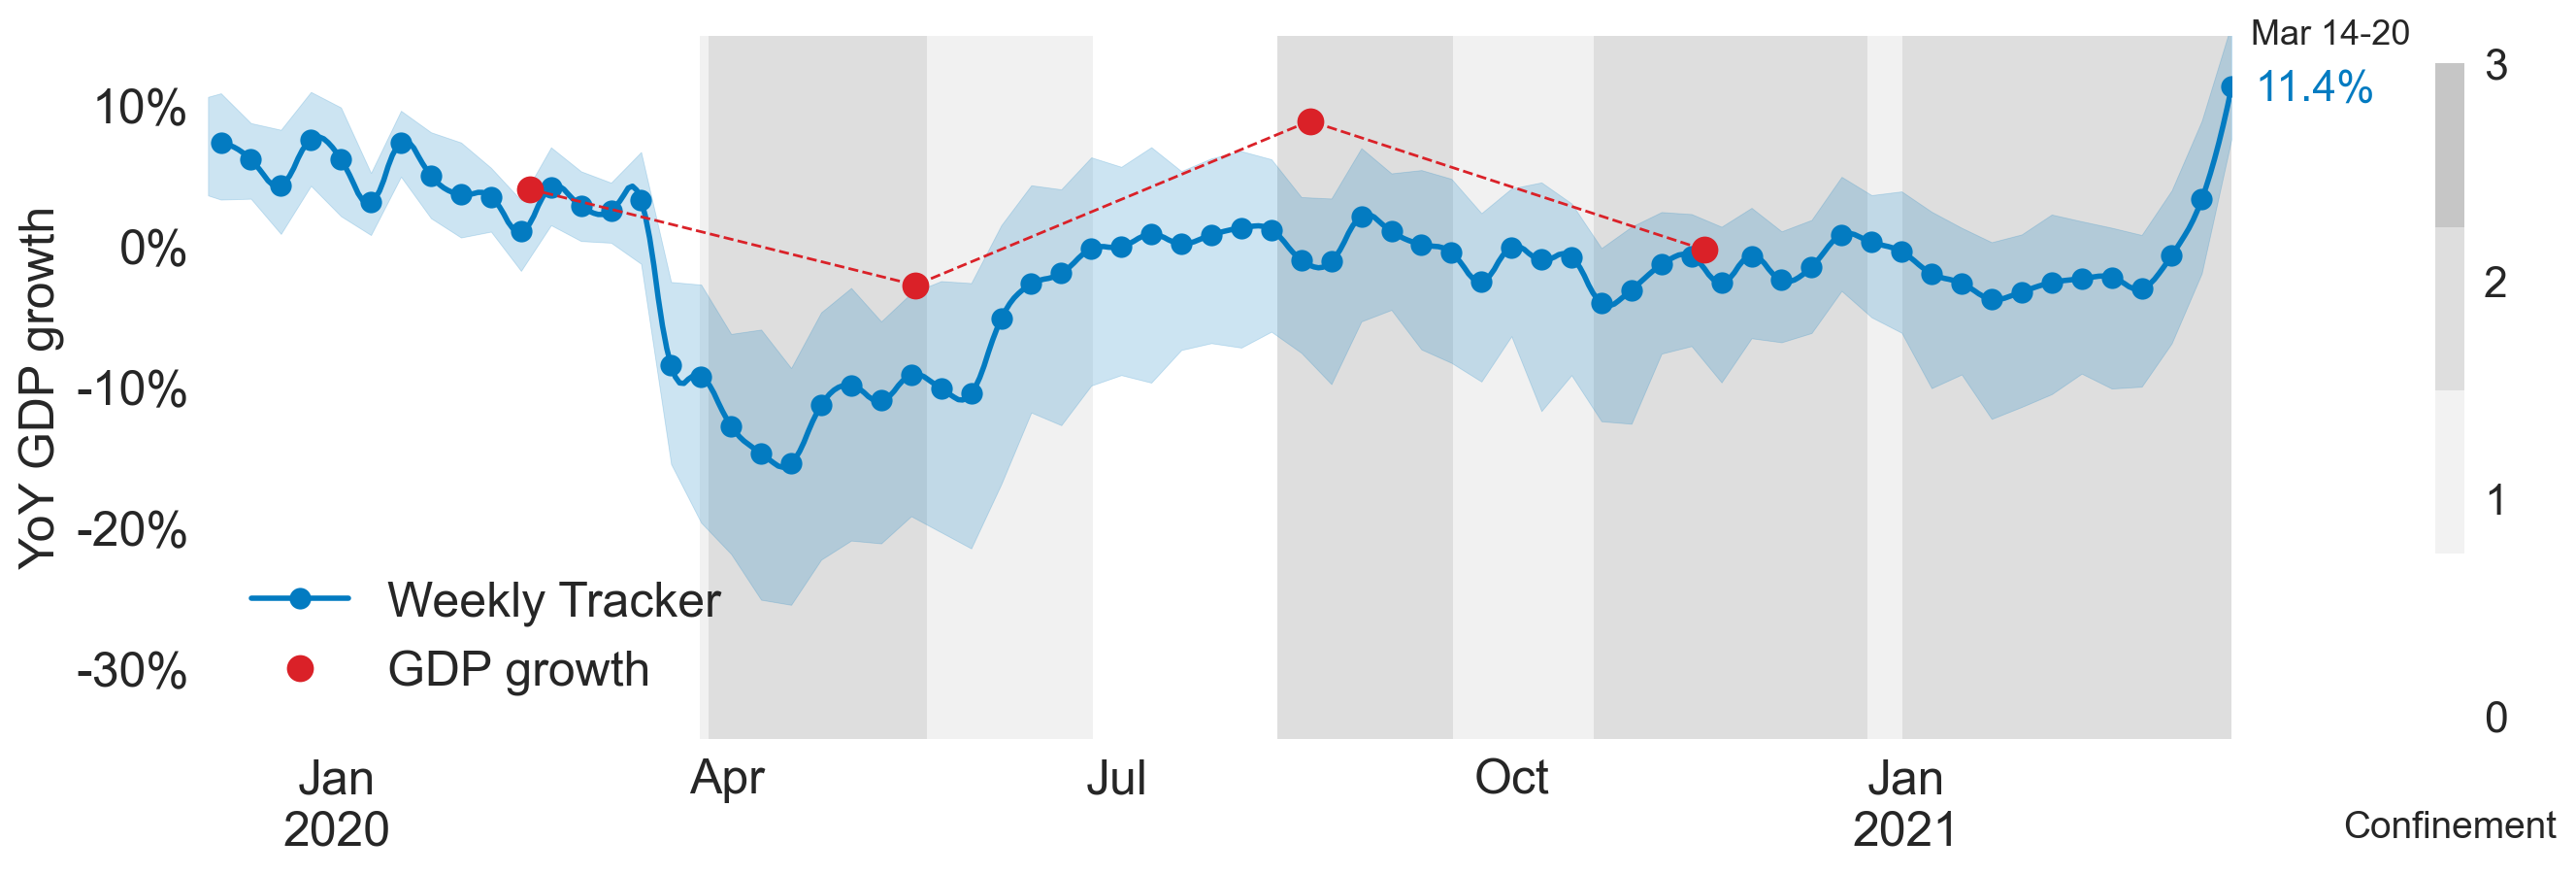 Mar 14-20
11.4%
YoY GDP growth
10%
0%
-10%
-20%
-30%
Weekly Tracker
GDP growth
Jan
2020
Apr
Jul
Oct
Jan
2021
3
2
1
0
Confinement